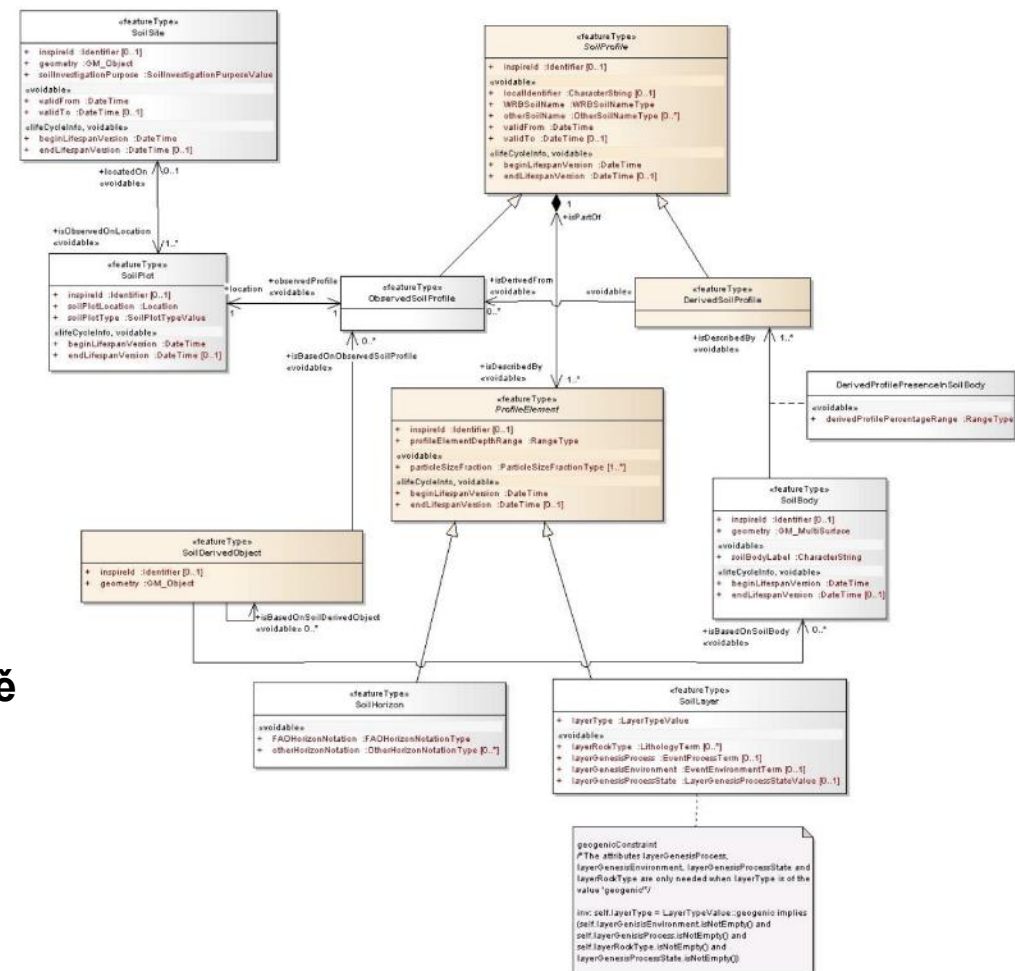 «featureType»
SoilSite
+ inspireId :Identifier [0..1]
+ geometry :GM_Object
+ soilInvestigationPurpose :SoilInvestigationPurposeValue
«voidable»
+ validFrom :DateTime
+ validTo :DateTime [0..1]
«lifeCycleInfo, voidable»
+ beginLifespanVersion :DateTime
+ endLifespanVersion :DateTime [0..1]
«featureType»
SoilProfile
+ inspireId :Identifier [0..1]
«voidable»
+ localIdentifier :CharacterString [0..1]
+ WRBSoilName :WRBSoilNameType
+ otherSoilName :OtherSoilNameType [0..*]
+ validFrom :DateTime
+ validTo :DateTime [0..1]
«lifeCycleInfo, voidable»
+ beginLifespanVersion :DateTime
+ endLifespanVersion :DateTime [0..1]
+locatedOn 0..1
«voidable»
1
+isPartOf
+isObservedOnLocation
«voidable» 1..*
«featureType»
SoilPlot
+ inspireId :Identifier [0..1]
+ soilPlotLocation :Location
+ soilPlotType :SoilPlotTypeValue
«lifeCycleInfo, voidable»
+ beginLifespanVersion :DateTime
+ endLifespanVersion :DateTime [0..1]
+location
1
+observedProfile
«voidable»
1
«featureType»
ObservedSoilProfile
+isDerivedFrom
«voidable»
0..*
«voidable»
«featureType»
DerivedSoilProfile
0..*
+isBasedOnObservedSoilProfile
«voidable»
+isDescribedBy
«voidable» 1..*
+isDescribedBy 1..*
«voidable»
DerivedProfilePresenceInSoilBody
«voidable»
+ derivedProfilePercentageRange :RangeType
«featureType»
ProfileElement
+ inspireId :Identifier [0..1]
+ profileElementDepthRange :RangeType
«voidable»
+ particleSizeFraction :ParticleSizeFractionType [1..*]
«lifeCycleInfo, voidable»
+ beginLifespanVersion :DateTime
+ endLifespanVersion :DateTime [0..1]
«featureType»
SoilBody
+ inspireId :Identifier [0..1]
+ geometry :GM_MultiSurface
«voidable»
+ soilBodyLabel :CharacterString
«lifeCycleInfo, voidable»
+ beginLifespanVersion :DateTime
+ endLifespanVersion :DateTime [0..1]
«featureType»
SoilDerivedObject
+ inspireId :Identifier [0..1]
+ geometry :GM_Object
+isBasedOnSoilDerivedObject
«voidable» 0..*
+isBasedOnSoilBody 0..*
«voidable»
ě
«featureType»
SoilHorizon
«voidable»
+ FAOHorizonNotation :FAOHorizonNotationType
+ otherHorizonNotation :OtherHorizonNotationType [0..*]
«featureType»
SoilLayer
+ layerType :LayerTypeValue
«voidable»
+ layerRockType :LithologyTerm [0..*]
+ layerGenesisProcess :EventProcessTerm [0..1]
+ layerGenesisEnvironment :EventEnvironmentTerm [0..1]
+ layerGenesisProcessState :LayerGenesisProcessStateValue [0..1]
geogenicConstraint
/*The attributes layerGenesisProcess,
layerGenesisEnvironment, layerGenesisProcessState and
layerRockType are only needed when layerType is of the
value "geogenic"*/
inv: self.layerType = LayerTypeValue::geogenic implies
(self.layerGenisisEnvironment.isNotEmpty() and
self.layerGenisisProcess.isNotEmpty() and
self.layerRockType.isNotEmpty() and
layerGenesisProcessState.isNotEmpty())